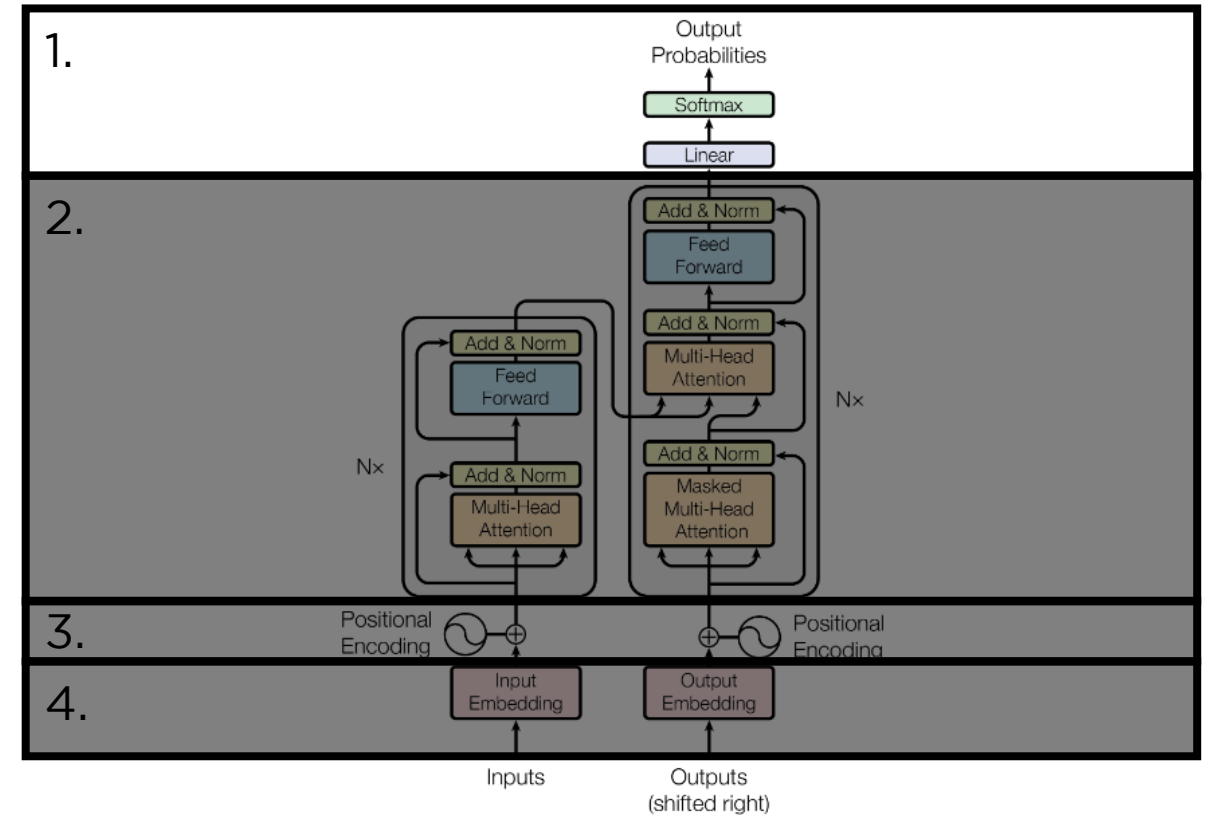 1.
Output
Probabilities
Softmax
Linear
2.
Add & Norm
Feed
Forward
Add & Norm
Multi-Head
Attention
Nx
Add & Norm
Masked
Multi-Head
Attention
Add & Norm
Feed
Forward
Nx
Add & Norm
Multi-Head
Attention
3.
Positional
Encoding
Positional
Encoding
4.
Input
Embedding
Output
Embedding
Inputs
Outputs
(shifted right)